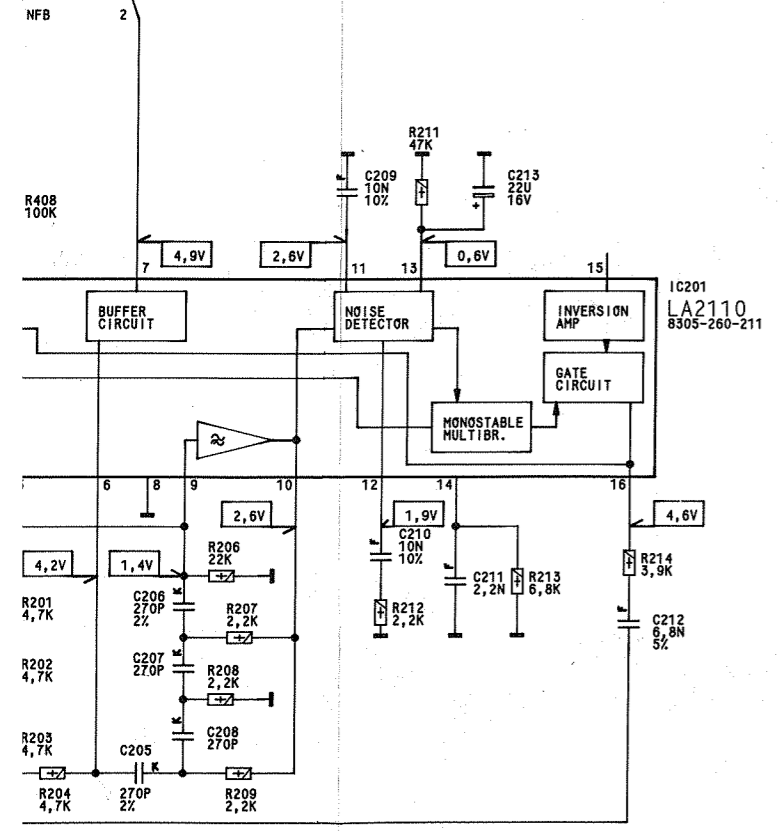 NFB
2
R211
47K
C209
10N
10%
F
C213
22U
16V
+
R408
100K
4,9V
2,6V
0,6V
7
11
13
15
IC201
LA2110
8305-260-211
BUFFER
CIRCUIT
NOISE
DETECTOR
INVERSION
AMP
GATE
CIRCUIT
MONOSTABLE
MULTIBR.
6
8
9
10
12
14
16
2,6V
1,9V
4,6V
C210
10N
10%
F
R206
22K
4,2V
1,4V
R214
3,9K
K
F
C211
2,2N
R213
6,8K
R201
4,7K
C206
270P
2%
R207
2,2K
R212
2,2K
F
C212
6,8N
5%
K
R202
4,7K
C207
270P
R208
2,2K
K
R203
4,7K
C208
270P
C205
K
R204
4,7K
270P
2%
R209
2,2K